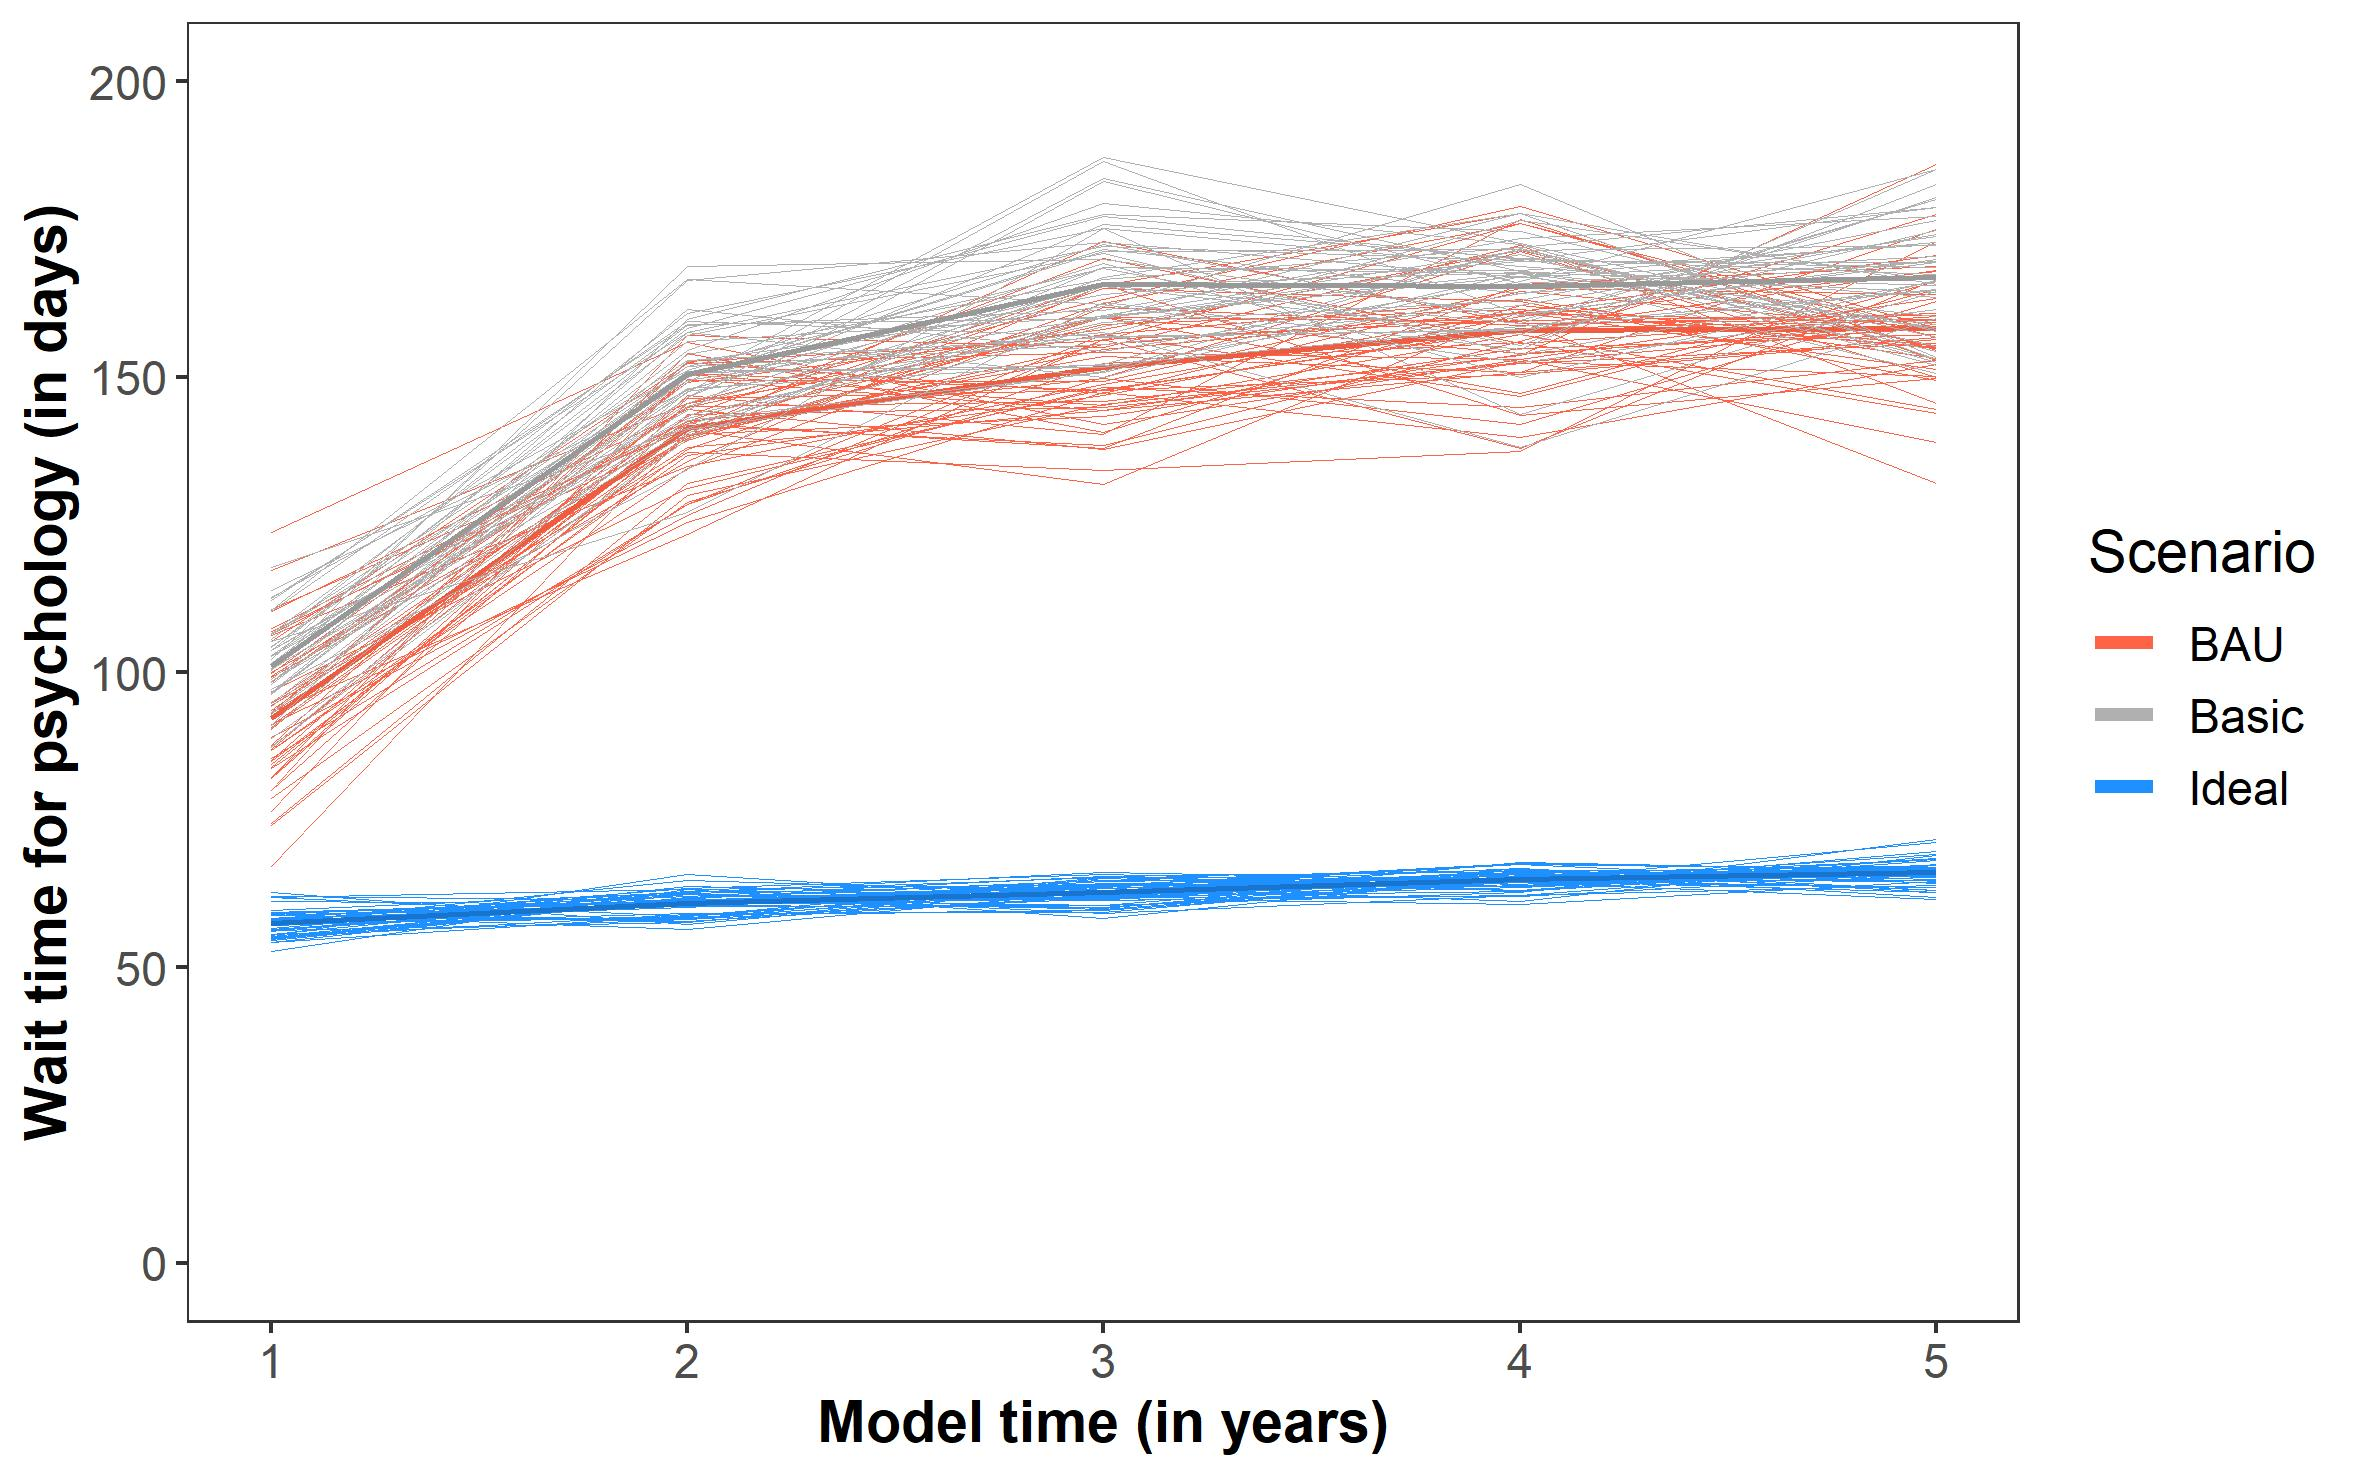 Wait time for psychology (in days)
200
150
100
50
0
1 2 3 4 5
Model time (in years)
Scenario
BAU
Basic
Ideal